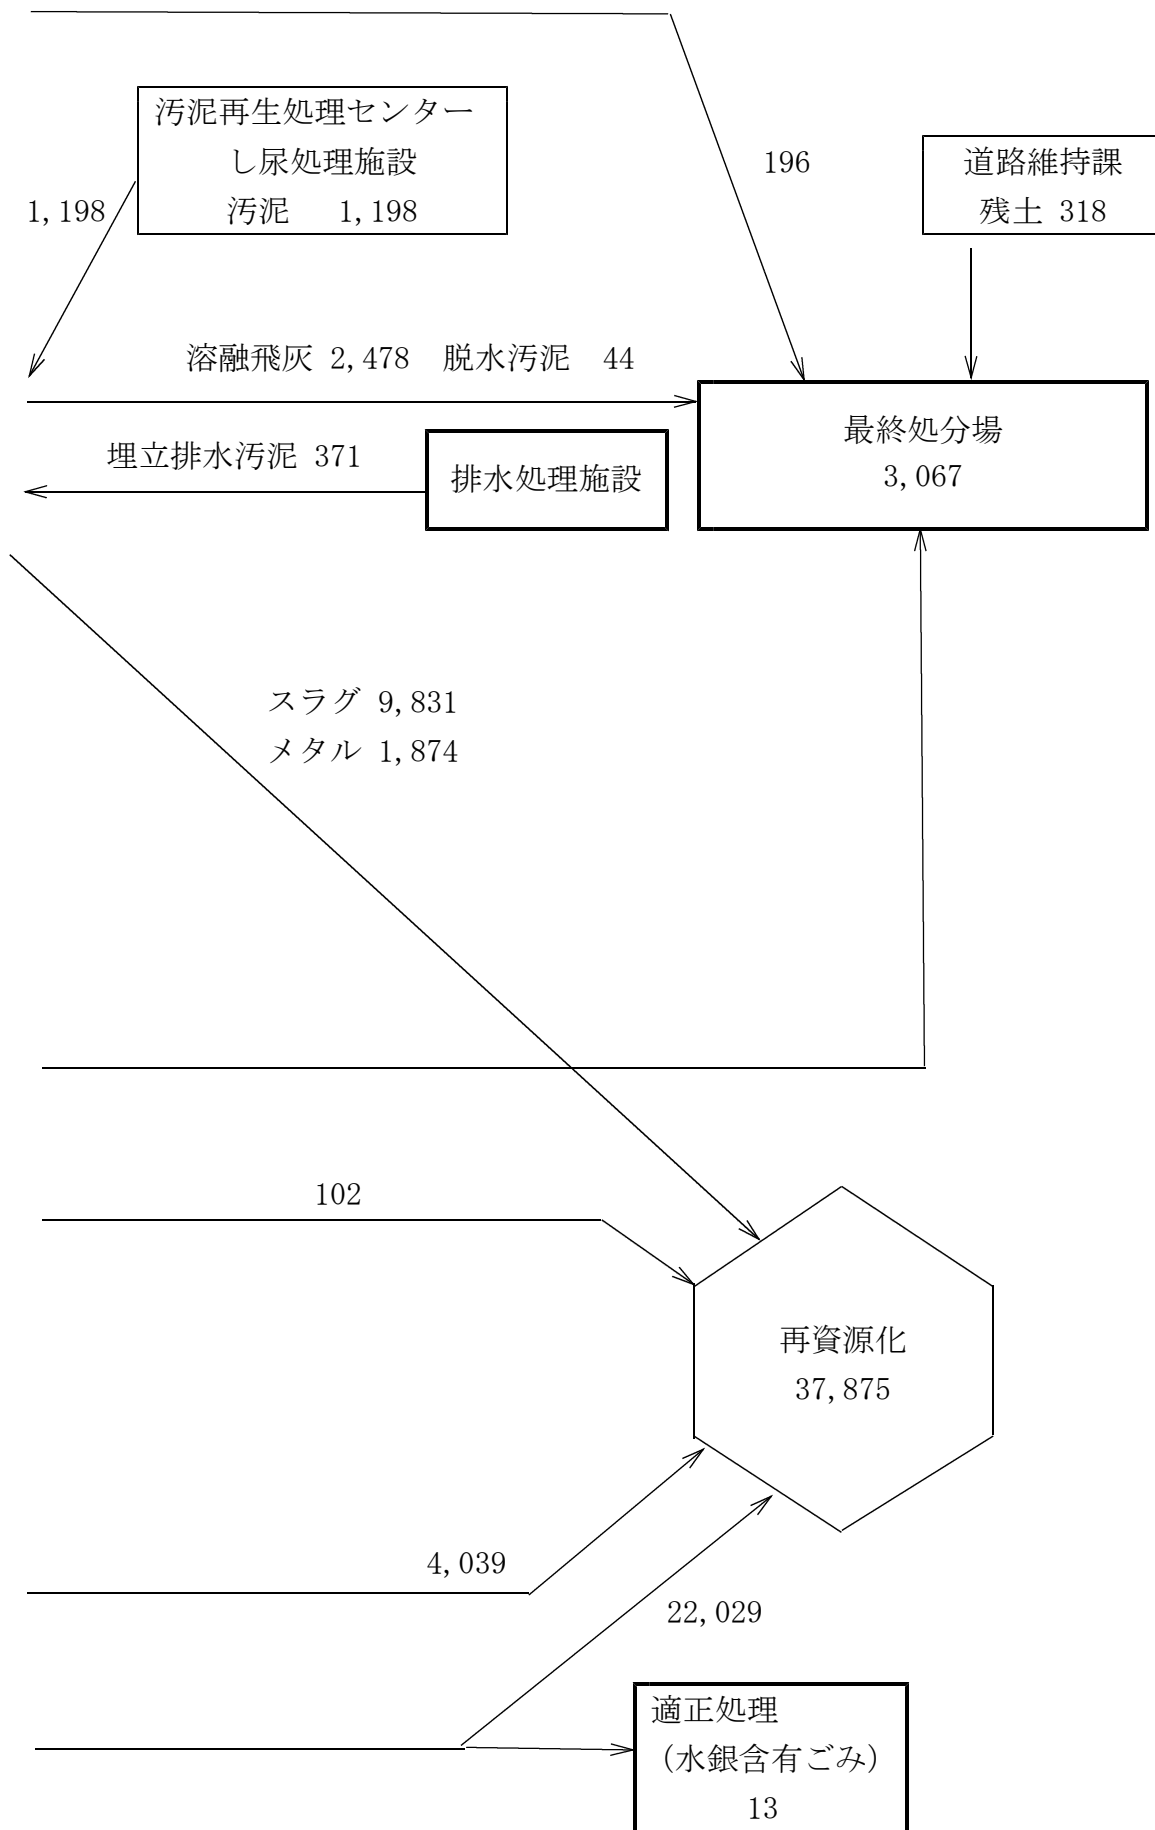 汚泥再生処理センター
し尿処理施設
汚泥 1,198
196
道路維持課
残土 318
1,198
溶融飛灰 2,478 脱水汚泥 44
最終処分場
3,067
埋立排水汚泥 371
排水処理施設
スラグ 9,831
メタル 1,874
102
再資源化
37,875
4,039
22,029
適正処理
（水銀含有ごみ）
13